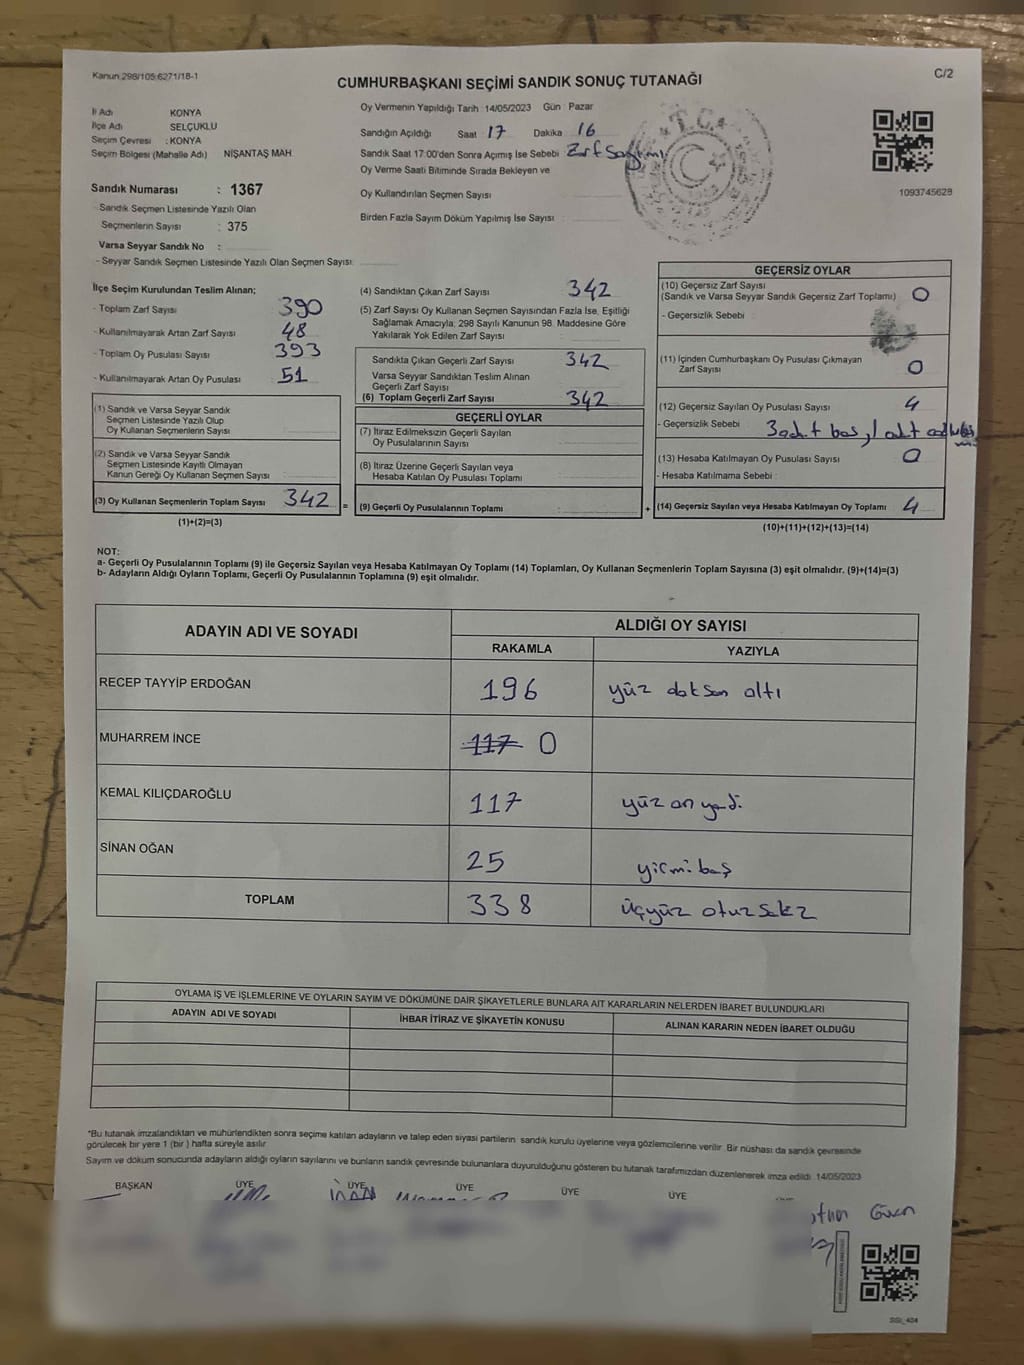 Kanun:298/105:6271/18-1
C/2
CUMHURBAŞKANI SEÇİMİ SANDIK SONUÇ TUTANAĞI
İl Adı KONYA
İlçe Adı SELÇUKLU
Seçim Çevresi : KONYA
Seçim Bölgesi (Mahalle Adı) NİŞANTAŞ MAH.
Sandık Numarası : 1367
Sandık Seçmen Listesinde Yazılı Olan
Seçmenlerin Sayısı : 375
Varsa Seyyar Sandık No :
- Seyyar Sandık Seçmen Listesinde Yazılı Olan Seçmen Sayısı:
Oy Vermenin Yapıldığı Tarih 14/05/2023 Gün Pazar
Sandığın Açıldığı Saat 17 Dakika 16
Sandık Saat 17:00'den Sonra Açımış İse Sebebi Zarf Sayımı
Oy Verme Saati Bitiminde Sırada Bekleyen ve
Oy Kullandırılan Seçmen Sayısı
Birden Fazla Sayım Döküm Yapılmış İse Sayısı
T.C.
1093745628
İlçe Seçim Kurulundan Teslim Alınan;
- Toplam Zarf Sayısı 390
- Kullanılmayarak Artan Zarf Sayısı 48
- Toplam Oy Pusulası Sayısı 393
- Kullanılmayarak Artan Oy Pusulası 51
(1) Sandık ve Varsa Seyyar Sandık
Seçmen Listesinde Yazılı Olup
Oy Kullanan Seçmenlerin Sayısı
(2) Sandık ve Varsa Seyyar Sandık
Seçmen Listesinde Kayıtlı Olmayan
Kanun Gereği Oy Kullanan Seçmen Sayısı
(3) Oy Kullanan Seçmenlerin Toplam Sayısı 342 =
(1)+(2)=(3)
(4) Sandıktan Çıkan Zarf Sayısı 342
(5) Zarf Sayısı Oy Kullanan Seçmen Sayısından Fazla İse, Eşitliği
Sağlamak Amacıyla; 298 Sayılı Kanunun 98. Maddesine Göre
Yakılarak Yok Edilen Zarf Sayısı
Sandıkta Çıkan Geçerli Zarf Sayısı 342
Varsa Seyyar Sandıktan Teslim Alınan
Geçerli Zarf Sayısı
(6) Toplam Geçerli Zarf Sayısı 342
GEÇERLİ OYLAR
(7) İtiraz Edilmeksizin Geçerli Sayılan
Oy Pusulalarının Sayısı
(8) İtiraz Üzerine Geçerli Sayılan veya
Hesaba Katılan Oy Pusulası Toplamı
(9) Geçerli Oy Pusulalarının Toplamı +
GEÇERSİZ OYLAR
(10) Geçersiz Zarf Sayısı
(Sandık ve Varsa Seyyar Sandık Geçersiz Zarf Toplamı) 0
- Geçersizlik Sebebi :
(11) İçinden Cumhurbaşkanı Oy Pusulası Çıkmayan
Zarf Sayısı 0
(12) Geçersiz Sayılan Oy Pusulası Sayısı 4
- Geçersizlik Sebebi 3 adet boş, 1 adet
(13) Hesaba Katılmayan Oy Pusulası Sayısı 0
- Hesaba Katılmama Sebebi :
(14) Geçersiz Sayılan veya Hesaba Katılmayan Oy Toplamı 4
(10)+(11)+(12)+(13)=(14)
NOT:
a- Geçerli Oy Pusulalarının Toplamı (9) ile Geçersiz Sayılan veya Hesaba Katılmayan Oy Toplamı (14) Toplamları, Oy Kullanan Seçmenlerin Toplam Sayısına (3) eşit olmalıdır. (9)+(14)=(3)
b- Adayların Aldığı Oyların Toplamı, Geçerli Oy Pusulalarının Toplamına (9) eşit olmalıdır.
ADAYIN ADI VE SOYADI ALDIĞI OY SAYISI
RAKAMLA YAZIYLA
RECEP TAYYİP ERDOĞAN 196 yüz doksan altı
MUHARREM İNCE 117 0
KEMAL KILIÇDAROĞLU 117 yüz on yedi
SİNAN OĞAN 25 yirmi beş
TOPLAM 338 üçyüz otuz sekiz
OYLAMA İŞ VE İŞLEMLERİNE VE OYLARIN SAYIM VE DÖKÜMÜNE DAİR ŞİKAYETLERLE BUNLARA AİT KARARLARIN NELERDEN İBARET BULUNDUKLARI
ADAYIN ADI VE SOYADI İHBAR İTİRAZ VE ŞİKAYETİN KONUSU ALINAN KARARIN NEDEN İBARET OLDUĞU
*Bu tutanak imzalandıktan ve mühürlendikten sonra seçime katılan adayların ve talep eden siyasi partilerin sandık kurulu üyelerine veya gözlemcilerine verilir. Bir nüshası da sandık çevresinde
görülecek bir yere 1 (bir) hafta süreyle asılır.
Sayım ve döküm sonucunda adayların aldığı oyların sayılarını ve bunların sandık çevresinde bulunanlara duyurulduğunu gösteren bu tutanak tarafımızdan düzenlenerek imza edildi. 14/05/2023
BAŞKAN ÜYE ÜYE ÜYE ÜYE ÜYE